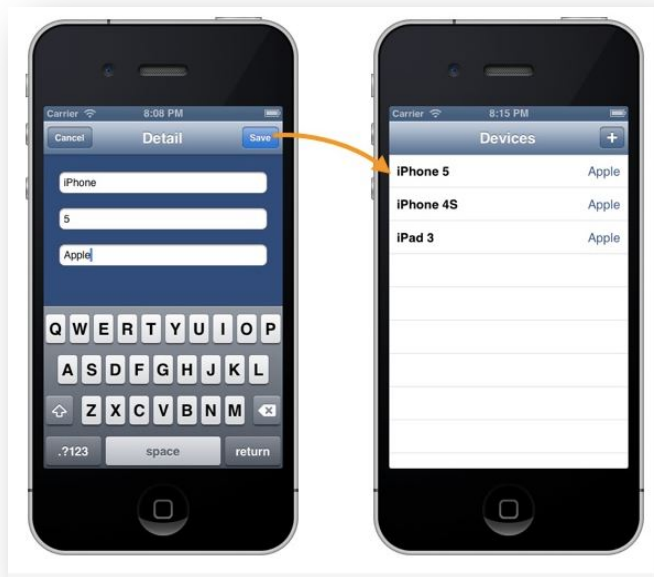 Carrier 8:08 PM
Cancel Detail Save
iPhone
5
Apple
Q W E R T Y U I O P
A S D F G H J K L
Z X C V B N M
.?123 space return
Carrier 8:15 PM
Devices +
iPhone 5 Apple
iPhone 4S Apple
iPad 3 Apple